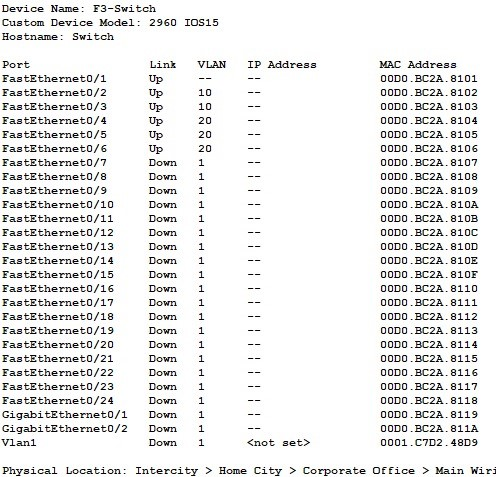 Device Name: F3-Switch
Custom Device Model: 2960 IOS15
Hostname: Switch
Port Link VLAN IP Address MAC Address
FastEthernet0/1 Up -- -- 00D0.BC2A.8101
FastEthernet0/2 Up 10 -- 00D0.BC2A.8102
FastEthernet0/3 Up 10 -- 00D0.BC2A.8103
FastEthernet0/4 Up 20 -- 00D0.BC2A.8104
FastEthernet0/5 Up 20 -- 00D0.BC2A.8105
FastEthernet0/6 Up 20 -- 00D0.BC2A.8106
FastEthernet0/7 Down 1 -- 00D0.BC2A.8107
FastEthernet0/8 Down 1 -- 00D0.BC2A.8108
FastEthernet0/9 Down 1 -- 00D0.BC2A.8109
FastEthernet0/10 Down 1 -- 00D0.BC2A.810A
FastEthernet0/11 Down 1 -- 00D0.BC2A.810B
FastEthernet0/12 Down 1 -- 00D0.BC2A.810C
FastEthernet0/13 Down 1 -- 00D0.BC2A.810D
FastEthernet0/14 Down 1 -- 00D0.BC2A.810E
FastEthernet0/15 Down 1 -- 00D0.BC2A.810F
FastEthernet0/16 Down 1 -- 00D0.BC2A.8110
FastEthernet0/17 Down 1 -- 00D0.BC2A.8111
FastEthernet0/18 Down 1 -- 00D0.BC2A.8112
FastEthernet0/19 Down 1 -- 00D0.BC2A.8113
FastEthernet0/20 Down 1 -- 00D0.BC2A.8114
FastEthernet0/21 Down 1 -- 00D0.BC2A.8115
FastEthernet0/22 Down 1 -- 00D0.BC2A.8116
FastEthernet0/23 Down 1 -- 00D0.BC2A.8117
FastEthernet0/24 Down 1 -- 00D0.BC2A.8118
GigabitEthernet0/1 Down 1 -- 00D0.BC2A.8119
GigabitEthernet0/2 Down 1 -- 00D0.BC2A.811A
Vlan1 Down 1 <not set> 0001.C7D2.48D9
Physical Location: Intercity > Home City > Corporate Office > Main Wiri